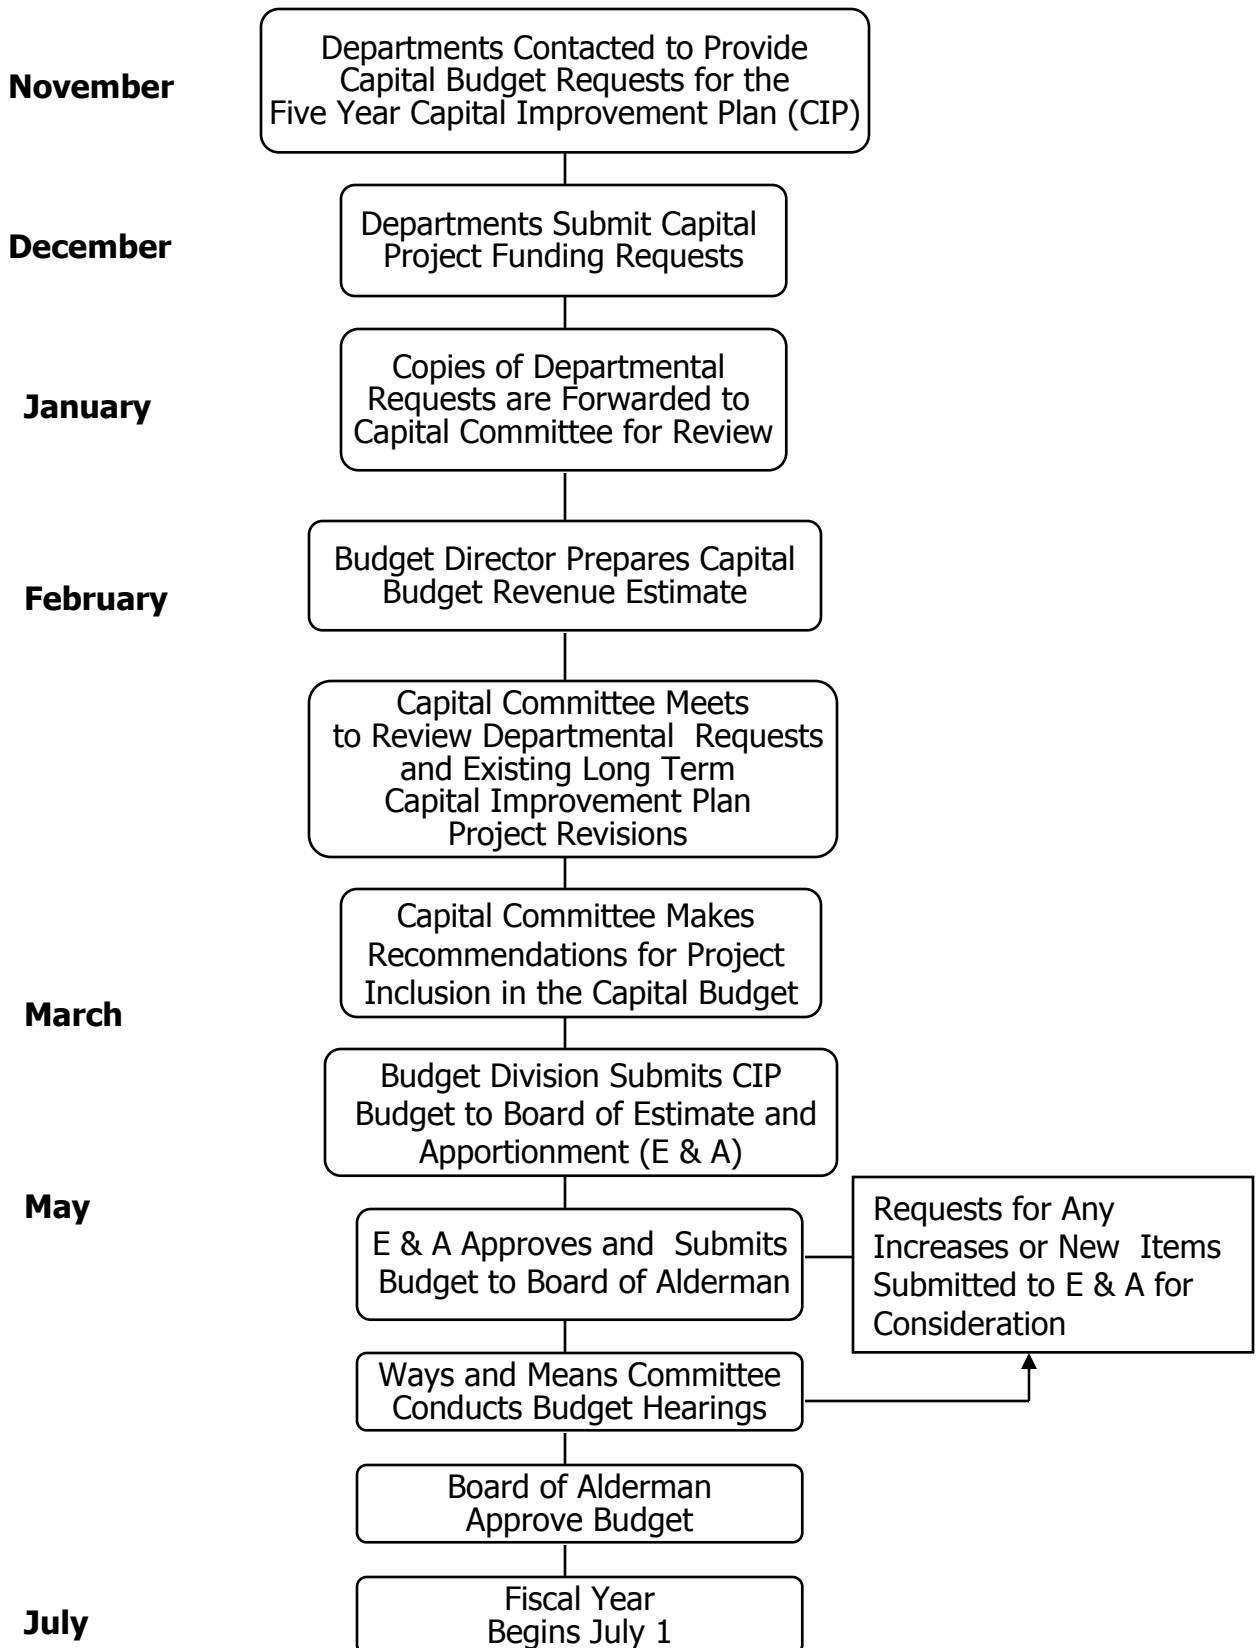 November
Departments Contacted to Provide
Capital Budget Requests for the
Five Year Capital Improvement Plan (CIP)
December
Departments Submit Capital
Project Funding Requests
January
Copies of Departmental
Requests are Forwarded to
Capital Committee for Review
February
Budget Director Prepares Capital
Budget Revenue Estimate
Capital Committee Meets
to Review Departmental Requests
and Existing Long Term
Capital Improvement Plan
Project Revisions
Capital Committee Makes
Recommendations for Project
Inclusion in the Capital Budget
March
Budget Division Submits CIP
Budget to Board of Estimate and
Apportionment (E & A)
May
E & A Approves and Submits
Budget to Board of Alderman
Requests for Any
Increases or New Items
Submitted to E & A for
Consideration
Ways and Means Committee
Conducts Budget Hearings
Board of Alderman
Approve Budget
July
Fiscal Year
Begins July 1